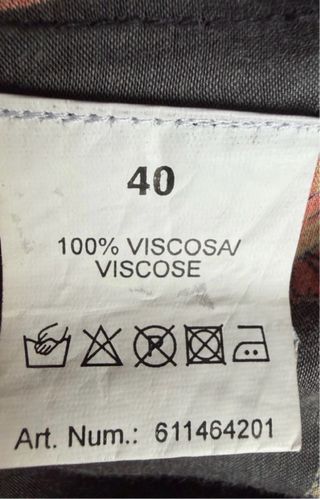 40
100% VISCOSA/
VISCOSE
P
Art. Num.: 611464201